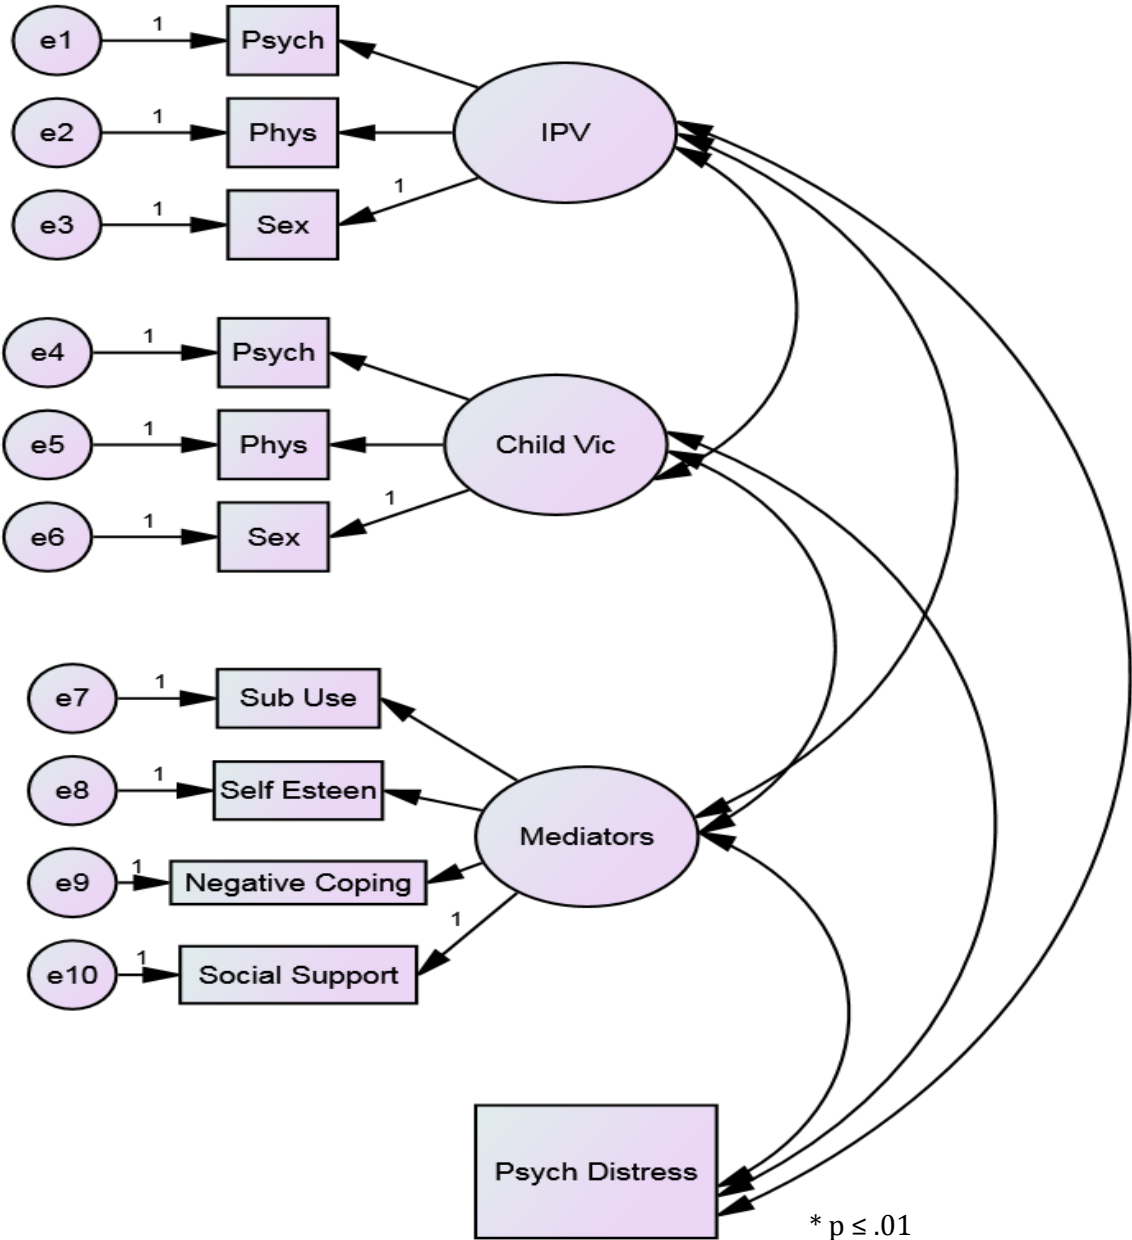 e1 1 Psych
IPV
e2 1 Phys
1
e3 1 Sex
e4 1 Psych
Child Vic
e5 1 Phys
1
e6 1 Sex
e7 1 Sub Use
e8 1 Self Esteen
Mediators
e9 1 Negative Coping
1
e10 1 Social Support
Psych Distress
* p ≤ .01